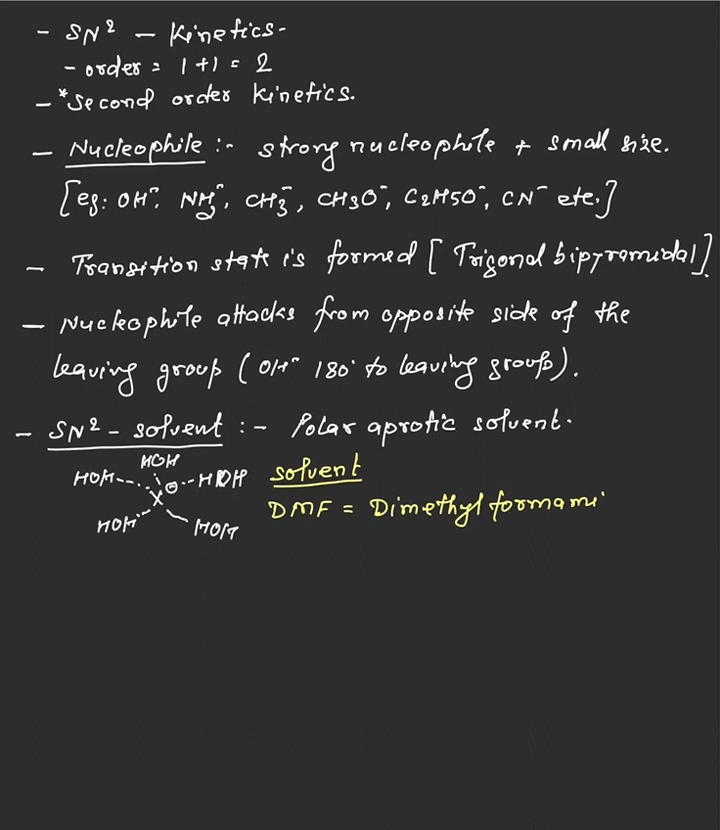 - SN² - Kinetics-
- order = 1+1 = 2
- *Second order kinetics.
- Nucleophile :- strong nucleophile + small size.
[eg: OH⁻, NH₂⁻, CH₃⁻, CH₃O⁻, C₂H₅O⁻, CN⁻ etc.]
- Transition state is formed [Trigonal bipyramidal].
- Nucleophile attacks from opposite side of the
leaving group (OH⁻ 180° to leaving group).
- SN² - solvent :- Polar aprotic solvent.
HOH
HOH---X⊖--HOH
HOH HOH
solvent
DMF = Dimethyl formami